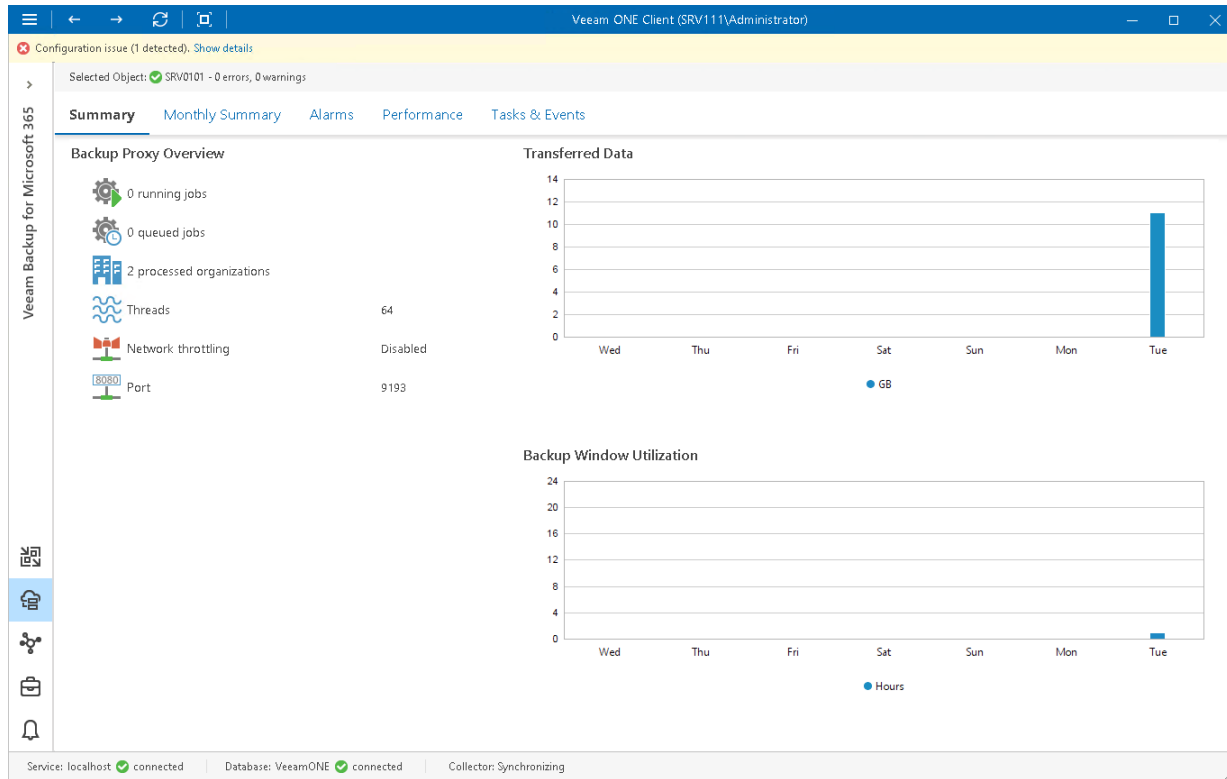 Veeam ONE Client (SRV111\Administrator)
Configuration issue (1 detected). Show details
Selected Object: SRV0101 - 0 errors, 0 warnings
Veeam Backup for Microsoft 365
Summary Monthly Summary Alarms Performance Tasks & Events
Backup Proxy Overview
0 running jobs
0 queued jobs
2 processed organizations
Threads 64
Network throttling Disabled
8080
Port 9193
Transferred Data
14
12
10
8
6
4
2
0
Wed Thu Fri Sat Sun Mon Tue
GB
Backup Window Utilization
24
20
16
12
8
4
0
Wed Thu Fri Sat Sun Mon Tue
Hours
Service: localhost connected Database: VeeamONE connected Collector: Synchronizing